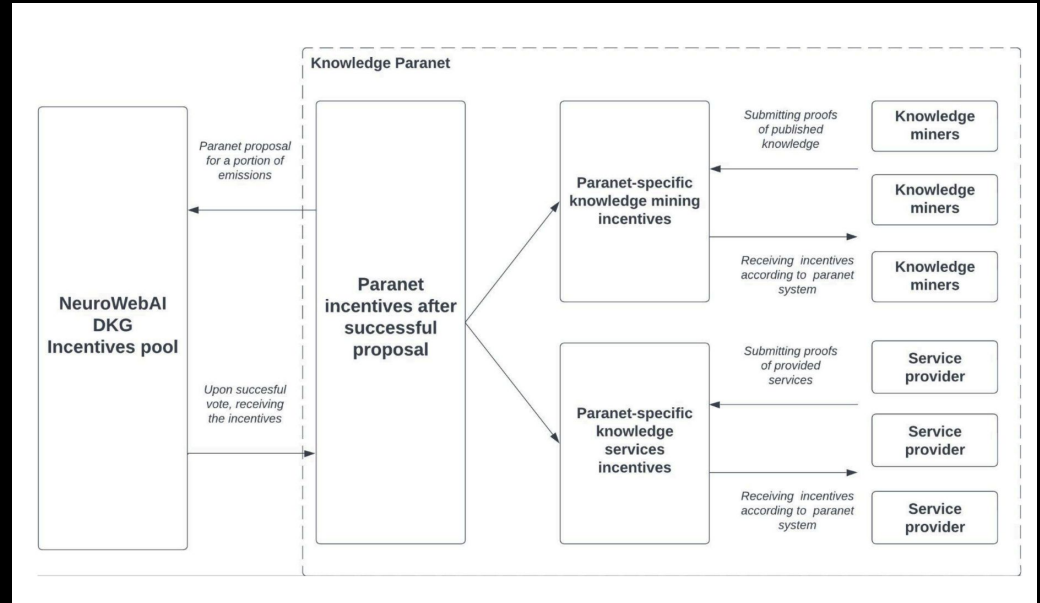 Knowledge Paranet
NeuroWebAI
DKG
Incentives pool
Paranet proposal
for a portion of
emissions
Upon succesful
vote, receiving
the incentives
Paranet
incentives after
successful
proposal
Paranet-specific
knowledge mining
incentives
Submitting proofs
of published
knowledge
Receiving incentives
according to paranet
system
Knowledge
miners
Knowledge
miners
Knowledge
miners
Paranet-specific
knowledge
services
incentives
Submitting proofs
of provided
services
Receiving incentives
according to paranet
system
Service
provider
Service
provider
Service
provider